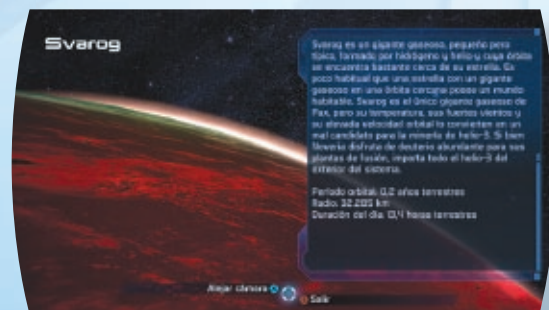 Svarog
Svarog es un gigante gaseoso, pequeño pero
típico, formado por hidrógeno y helio y cuya órbita
se encuentra bastante cerca de su estrella. Es
poco habitual que una estrella con un gigante
gaseoso en una órbita cercana posea un mundo
habitable. Svarog es el único gigante gaseoso de
Pax, pero su temperatura, sus fuertes vientos y
su elevada velocidad orbital lo convierten en un
mal candidato para la minería de helio-3. Si bien
Noveria disfruta de deuterio abundante para sus
plantas de fusión, importa todo el helio-3 del
exterior del sistema.
Período orbital: 0,2 años terrestres
Radio: 32.285 km
Duración del día: 13,4 horas terrestres
Alejar cámara
Salir